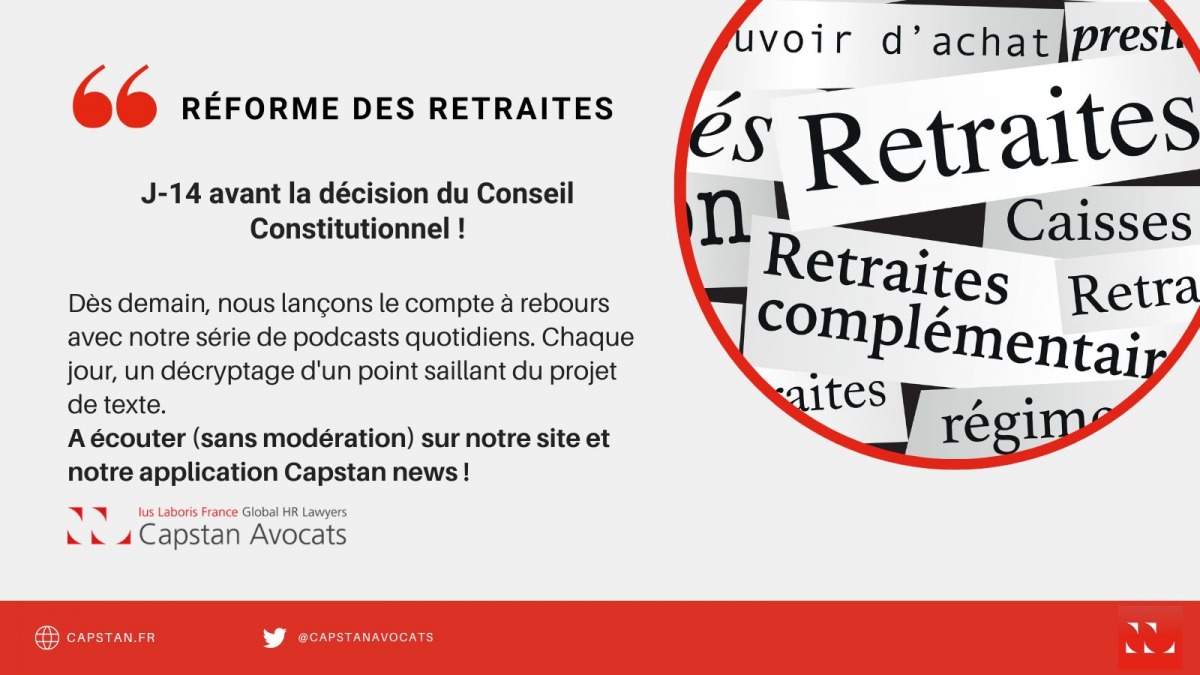 RÉFORME DES RETRAITES
J-14 avant la décision du Conseil
Constitutionnel !
Dès demain, nous lançons le compte à rebours
avec notre série de podcasts quotidiens. Chaque
jour, un décryptage d'un point saillant du projet
de texte.
A écouter (sans modération) sur notre site et
notre application Capstan news !
Ius Laboris France Global HR Lawyers
Capstan Avocats
uvoir d'achat
prest
és
Retraites
on
Caisses
Retraites
complémentair
Retra
raites
régime
CAPSTAN.FR
@CAPSTANAVOCATS